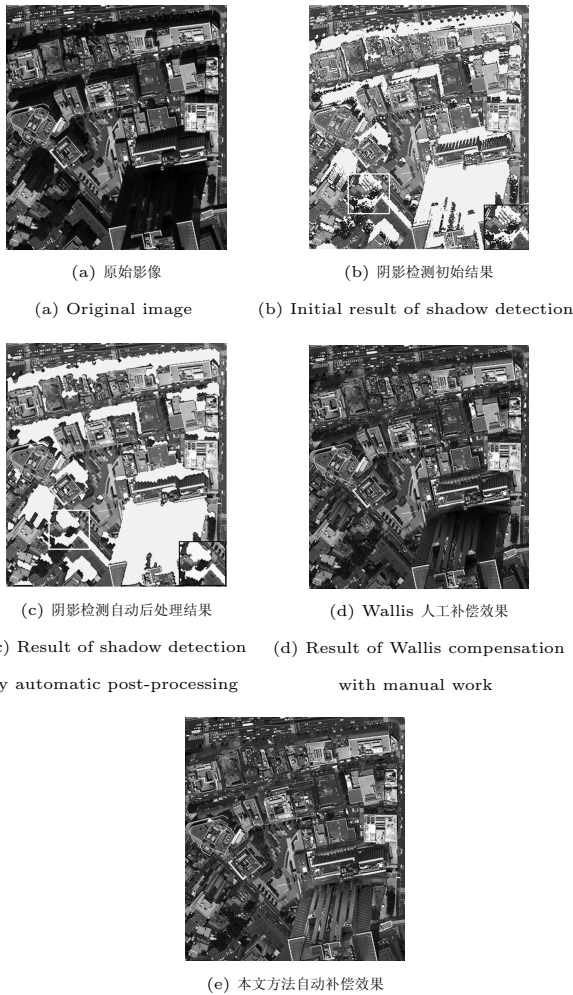 (a) 原始影像
(b) 阴影检测初始结果
(a) Original image
(b) Initial result of shadow detection
(c) 阴影检测自动后处理结果
(d) Wallis 人工补偿效果
) Result of shadow detection
(d) Result of Wallis compensation
y automatic post-processing
with manual work
(e) 本文方法自动补偿效果